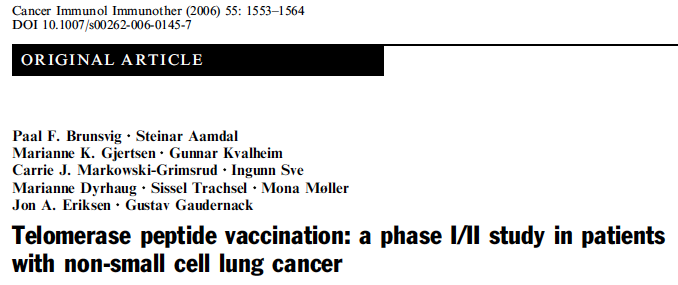 Cancer Immunol Immunother (2006) 55: 1553–1564
DOI 10.1007/s00262-006-0145-7
ORIGINAL ARTICLE
Paal F. Brunsvig · Steinar Aamdal
Marianne K. Gjertsen · Gunnar Kvalheim
Carrie J. Markowski-Grimsrud · Ingunn Sve
Marianne Dyrhaug · Sissel Trachsel · Mona Møller
Jon A. Eriksen · Gustav Gaudernack
Telomerase peptide vaccination: a phase I/II study in patients
with non-small cell lung cancer